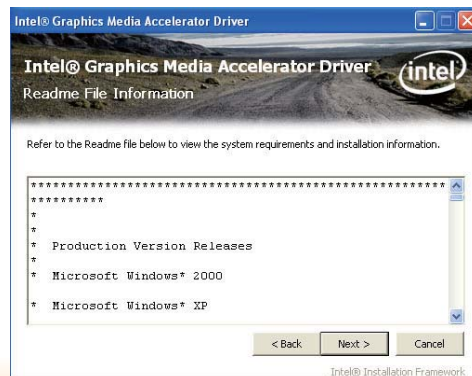 Intel® Graphics Media Accelerator Driver
Intel® Graphics Media Accelerator Driver
intel
Readme File Information
Refer to the Readme file below to view the system requirements and installation information.
*******************************************************
**********
*
*
* Production Version Releases
*
* Microsoft Windows* 2000
* Microsoft Windows* XP
< Back Next > Cancel
Intel® Installation Framework